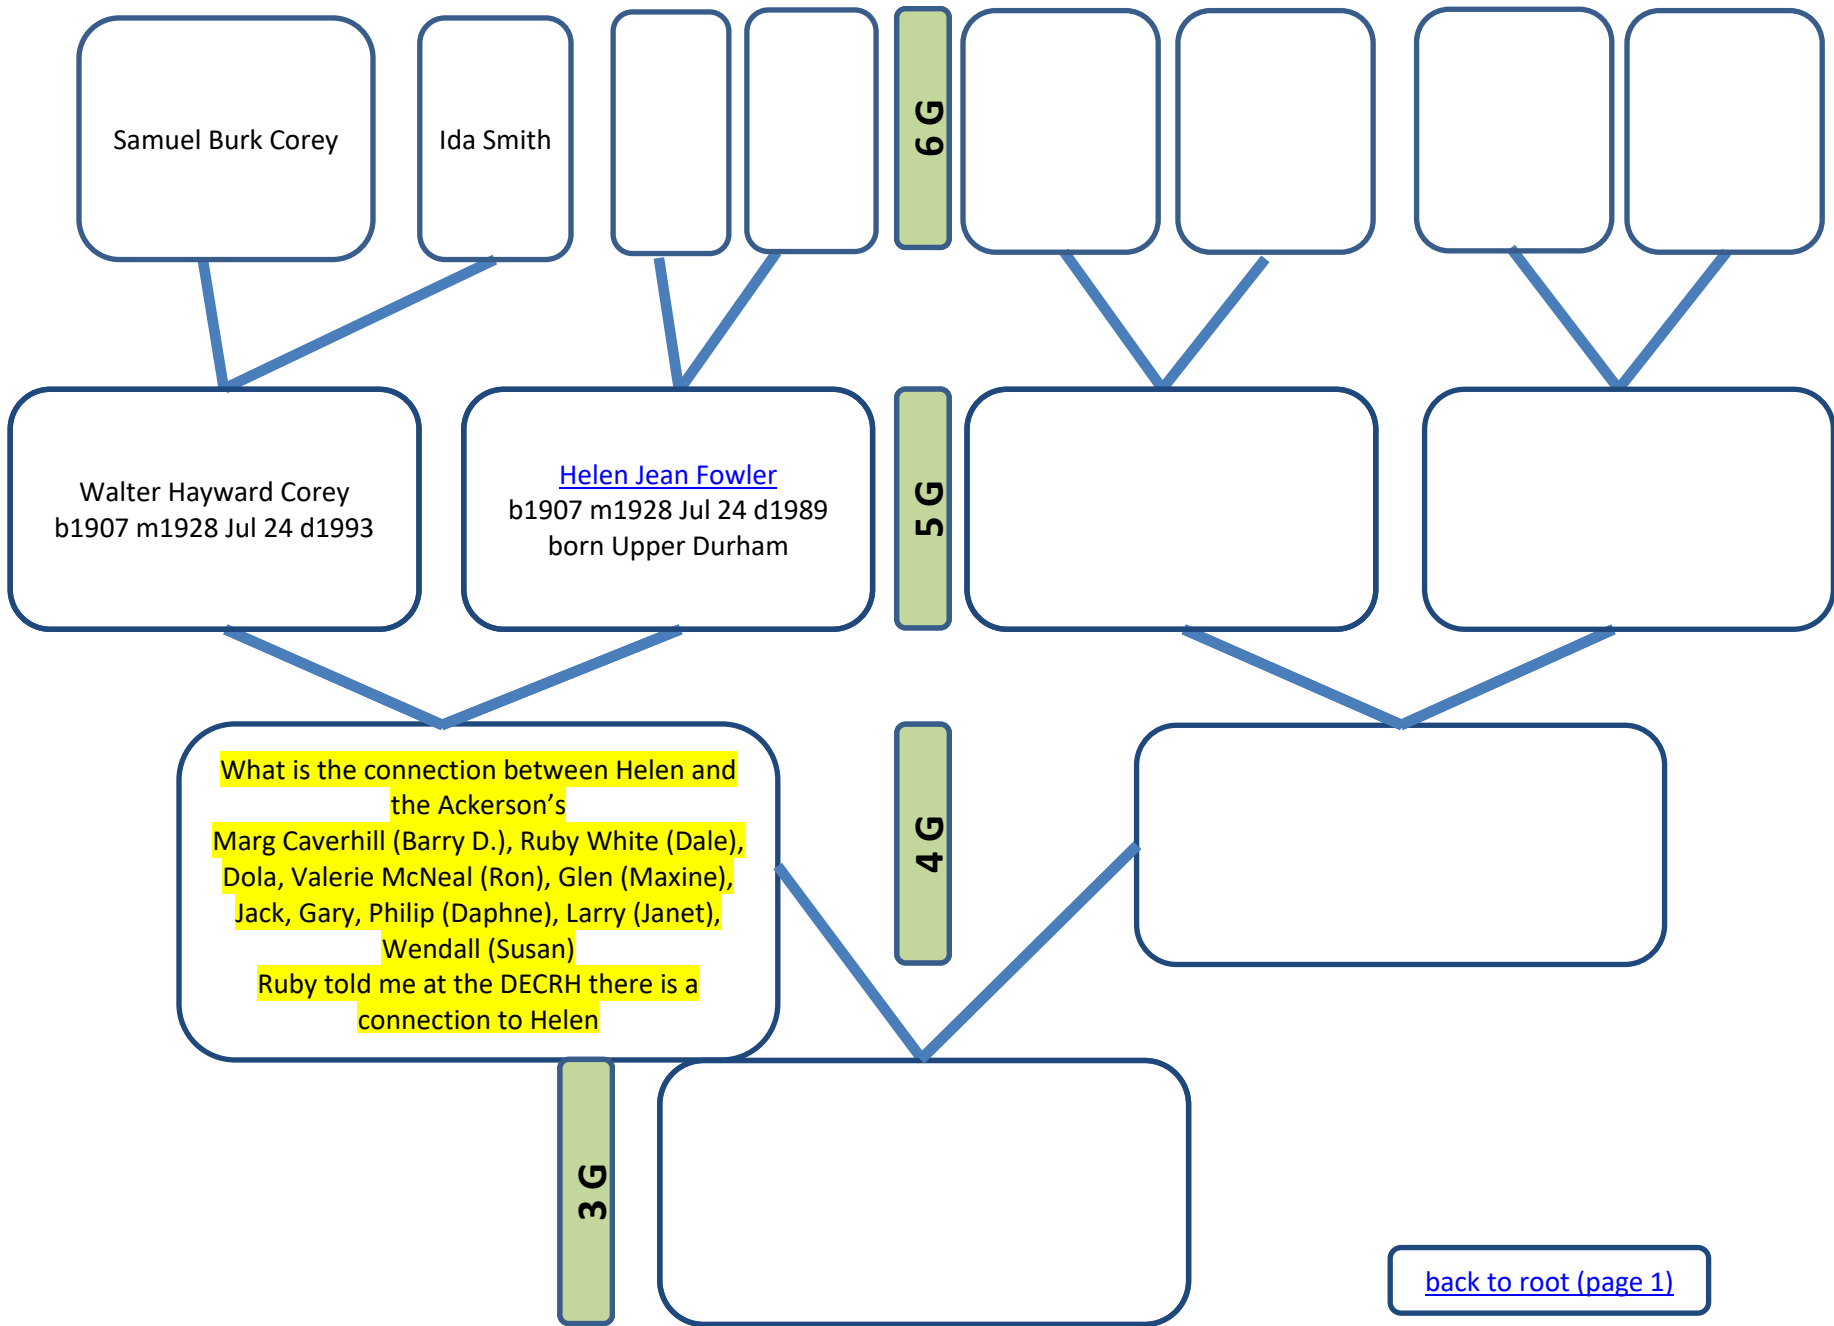 Samuel Burk Corey
Ida Smith
6 G
Walter Hayward Corey
b1907 m1928 Jul 24 d1993
Helen Jean Fowler
b1907 m1928 Jul 24 d1989
born Upper Durham
5 G
What is the connection between Helen and
the Ackerson’s
Marg Caverhill (Barry D.), Ruby White (Dale),
Dola, Valerie McNeal (Ron), Glen (Maxine),
Jack, Gary, Philip (Daphne), Larry (Janet),
Wendall (Susan)
Ruby told me at the DECRH there is a
connection to Helen
4 G
3 G
back to root (page 1)